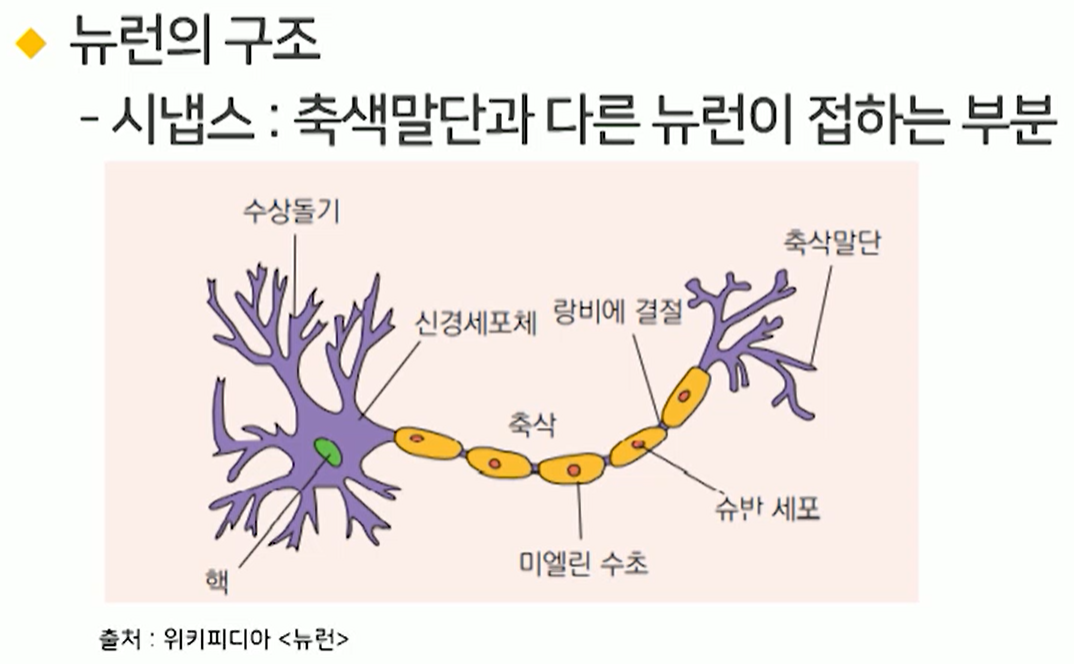 뉴런의 구조
- 시냅스 : 축색말단과 다른 뉴런이 접하는 부분
수상돌기
축삭말단
신경세포체
랑비에 결절
축삭
슈반 세포
미엘린 수초
핵
출처 : 위키피디아 <뉴런>